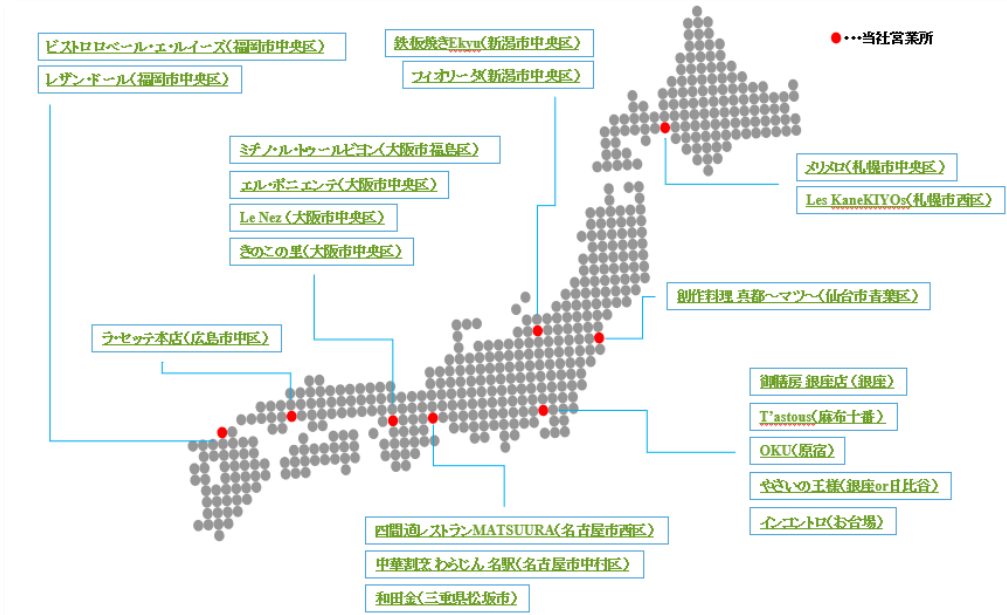 ビストロロベール・エ・ルイーズ(福岡市中央区)
レザン・ドール(福岡市中央区)
鉄板焼きEkyu(新潟市中央区)
フィオリータ(新潟市中央区)
●・・・当社営業所
ミチノ・ル・トゥールビヨン(大阪市福島区)
エル・ポニエンテ(大阪市中央区)
Le Nez (大阪市中央区)
きのこの里(大阪市中央区)
メリメロ(札幌市中央区)
Les KaneKIYOs(札幌市西区)
創作料理 真都～マツ～(仙台市青葉区)
ラ・セッテ本店(広島市中区)
御膳房 銀座店 (銀座)
T'astous(麻布十番)
OKU(原宿)
やさいの王様(銀座or日比谷)
インコントロ(お台場)
四間道レストランMATSUURA(名古屋市西区)
中華割烹 わらじん 名駅(名古屋市中村区)
和田金(三重県松坂市)